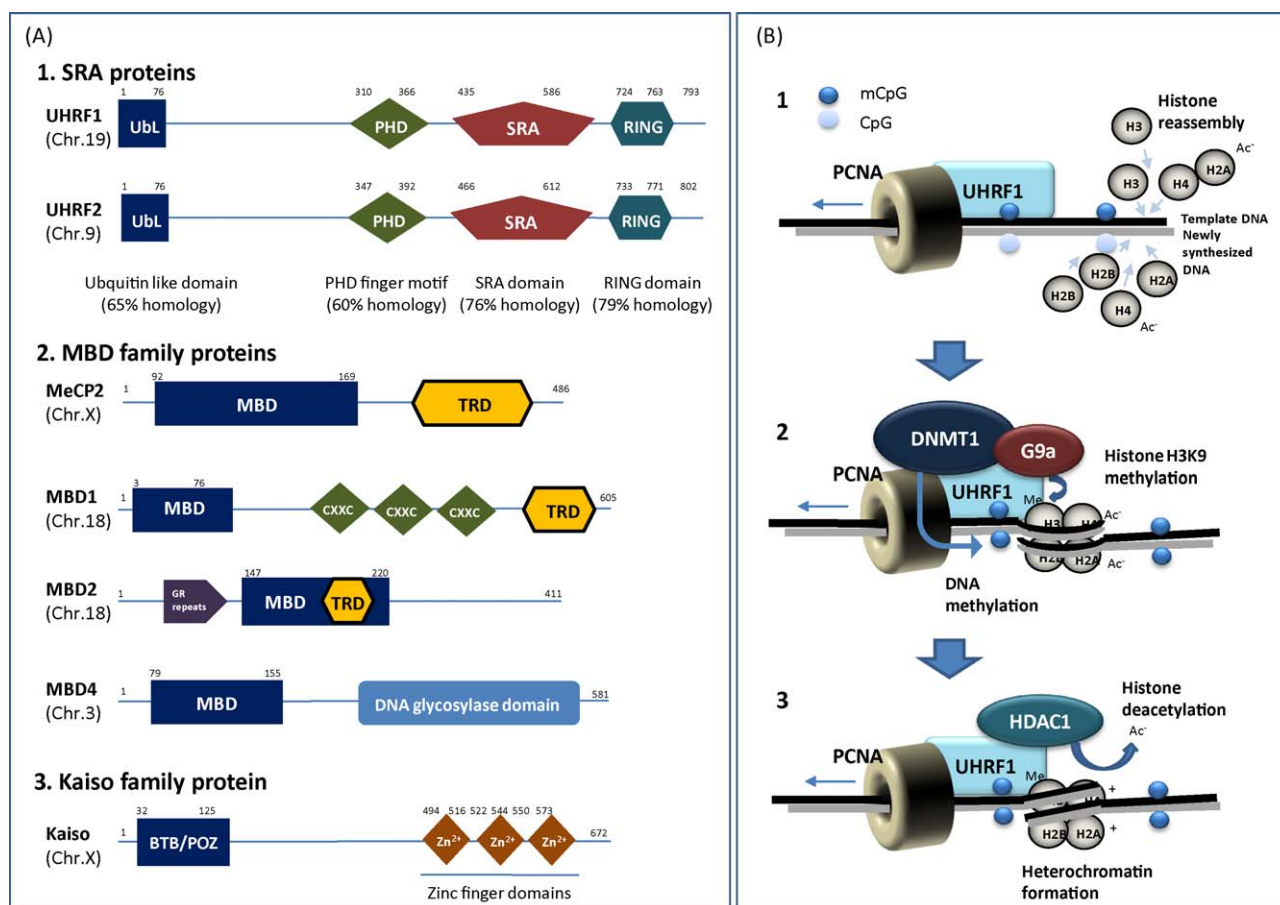 (A)
1. SRA proteins
1 76 310 366 435 586 724 763 793
UHRF1
(Chr.19)
UbL PHD SRA RING
1 76 347 392 466 612 733 771 802
UHRF2
(Chr.9)
UbL PHD SRA RING
Ubquitin like domain
(65% homology)
PHD finger motif
(60% homology)
SRA domain
(76% homology)
RING domain
(79% homology)
2. MBD family proteins
MeCP2
(Chr.X)
1 92 169 486
MBD TRD
MBD1
(Chr.18)
1 3 76 605
MBD CXXC CXXC CXXC TRD
MBD2
(Chr.18)
1 147 220 411
GR
repeats
MBD TRD
MBD4
(Chr.3)
1 79 155 581
MBD DNA glycosylase domain
3. Kaiso family protein
Kaiso
(Chr.X)
1 32 125 494 516 522 544 550 573 672
BTB/POZ Zn2+ Zn2+ Zn2+
Zinc finger domains
(B)
1
mCpG
CpG
Histone
reassembly
H3
Ac-
H3 H4 H2A
PCNA
UHRF1
Template DNA
Newly
synthesized
DNA
H2B H2B H4 H2A
Ac-
2
DNMT1
G9a
PCNA
UHRF1
Histone H3K9
methylation
Me
Ac-
H3 H4
H2B H2A
Ac-
DNA
methylation
3
HDAC1
Histone
deacetylation
Ac-
PCNA
UHRF1
Me
H3 H4 +
H2B H2A +
Heterochromatin
formation